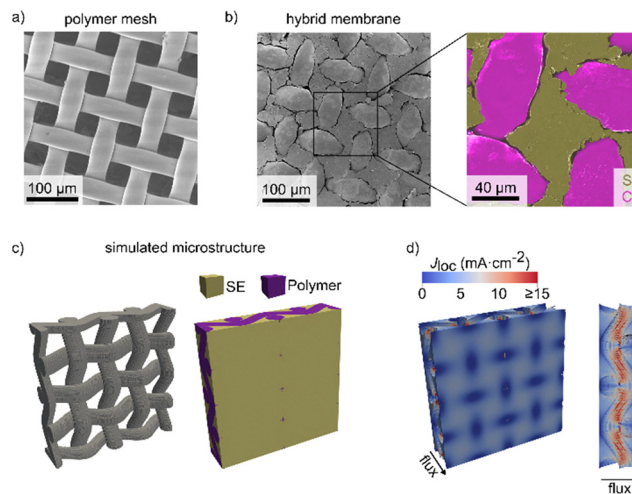 a) polymer mesh
b) hybrid membrane
100 µm
100 µm
40 µm
S
C
c) simulated microstructure
SE
Polymer
d) Jloc (mA·cm⁻²)
0 5 10 ≥15
flux
flux